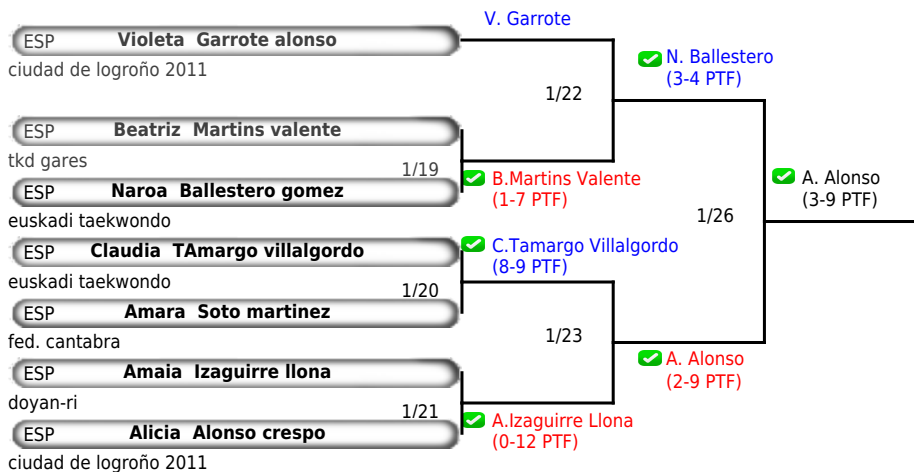 V. Garrote
ESP Violeta Garrote alonso
ciudad de logroño 2011
N. Ballestero
(3-4 PTF)
1/22
ESP Beatriz Martins valente
tkd gares
1/19
B.Martins Valente
(1-7 PTF)
ESP Naroa Ballestero gomez
euskadi taekwondo
A. Alonso
(3-9 PTF)
1/26
ESP Claudia TAmargo villalgordo
euskadi taekwondo
C.Tamargo Villalgordo
(8-9 PTF)
1/20
ESP Amara Soto martinez
fed. cantabra
1/23
A. Alonso
(2-9 PTF)
ESP Amaia Izaguirre llona
doyan-ri
1/21
A.Izaguirre Llona
(0-12 PTF)
ESP Alicia Alonso crespo
ciudad de logroño 2011